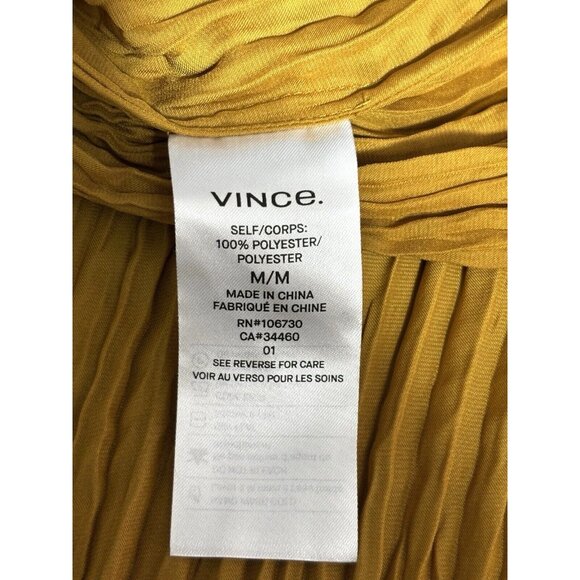 VINCE.
SELF/CORPS:
100% POLYESTER/
POLYESTER
M/M
MADE IN CHINA
FABRIQUÉ EN CHINE
RN#106730
CA#34460
01
SEE REVERSE FOR CARE
VOIR AU VERSO POUR LES SOINS